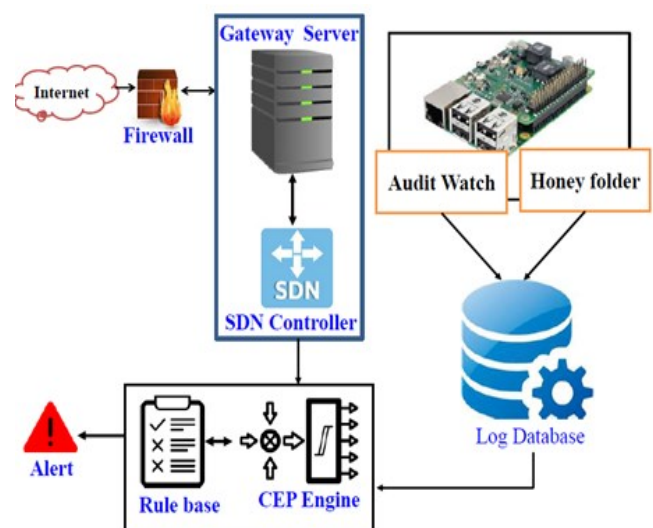 Gateway Server
Internet
Firewall
SDN
SDN Controller
Audit Watch
Honey folder
Log Database
Alert
Rule base
CEP Engine